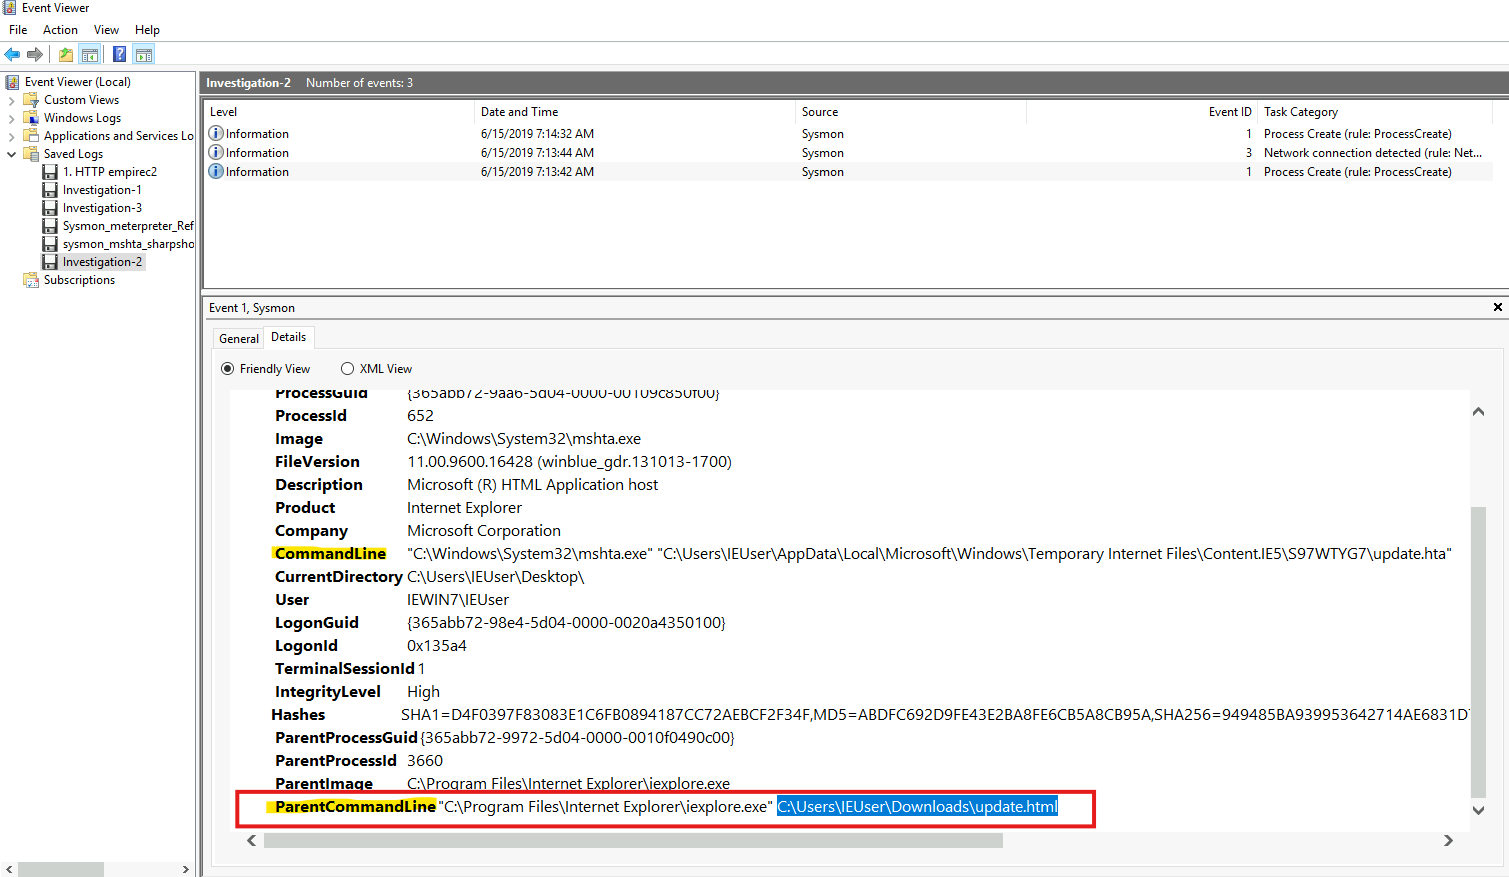 Event Viewer
File Action View Help
Event Viewer (Local)
Custom Views
Windows Logs
Applications and Services Lo
Saved Logs
1. HTTP empirec2
Investigation-1
Investigation-3
Sysmon_meterpreter_Ref
sysmon_mshta_sharpsho
Investigation-2
Subscriptions
Investigation-2 Number of events: 3
Level Date and Time Source Event ID Task Category
Information 6/15/2019 7:14:32 AM Sysmon 1 Process Create (rule: ProcessCreate)
Information 6/15/2019 7:13:44 AM Sysmon 3 Network connection detected (rule: Net...
Information 6/15/2019 7:13:42 AM Sysmon 1 Process Create (rule: ProcessCreate)
Event 1, Sysmon
General Details
Friendly View XML View
ProcessGuid {365abb72-9aa6-5d04-0000-00109c850f00}
ProcessId 652
Image C:\Windows\System32\mshta.exe
FileVersion 11.00.9600.16428 (winblue_gdr.131013-1700)
Description Microsoft (R) HTML Application host
Product Internet Explorer
Company Microsoft Corporation
CommandLine "C:\Windows\System32\mshta.exe" "C:\Users\IEUser\AppData\Local\Microsoft\Windows\Temporary Internet Files\Content.IE5\S97WTYG7\update.hta"
CurrentDirectory C:\Users\IEUser\Desktop\
User IEWIN7\IEUser
LogonGuid {365abb72-98e4-5d04-0000-0020a4350100}
LogonId 0x135a4
TerminalSessionId 1
IntegrityLevel High
Hashes SHA1=D4F0397F83083E1C6FB0894187CC72AEBCF2F34F,MD5=ABDFC692D9FE43E2BA8FE6CB5A8CB95A,SHA256=949485BA939953642714AE6831D7
ParentProcessGuid {365abb72-9972-5d04-0000-0010f0490c00}
ParentProcessId 3660
ParentImage C:\Program Files\Internet Explorer\iexplore.exe
ParentCommandLine "C:\Program Files\Internet Explorer\iexplore.exe" C:\Users\IEUser\Downloads\update.html